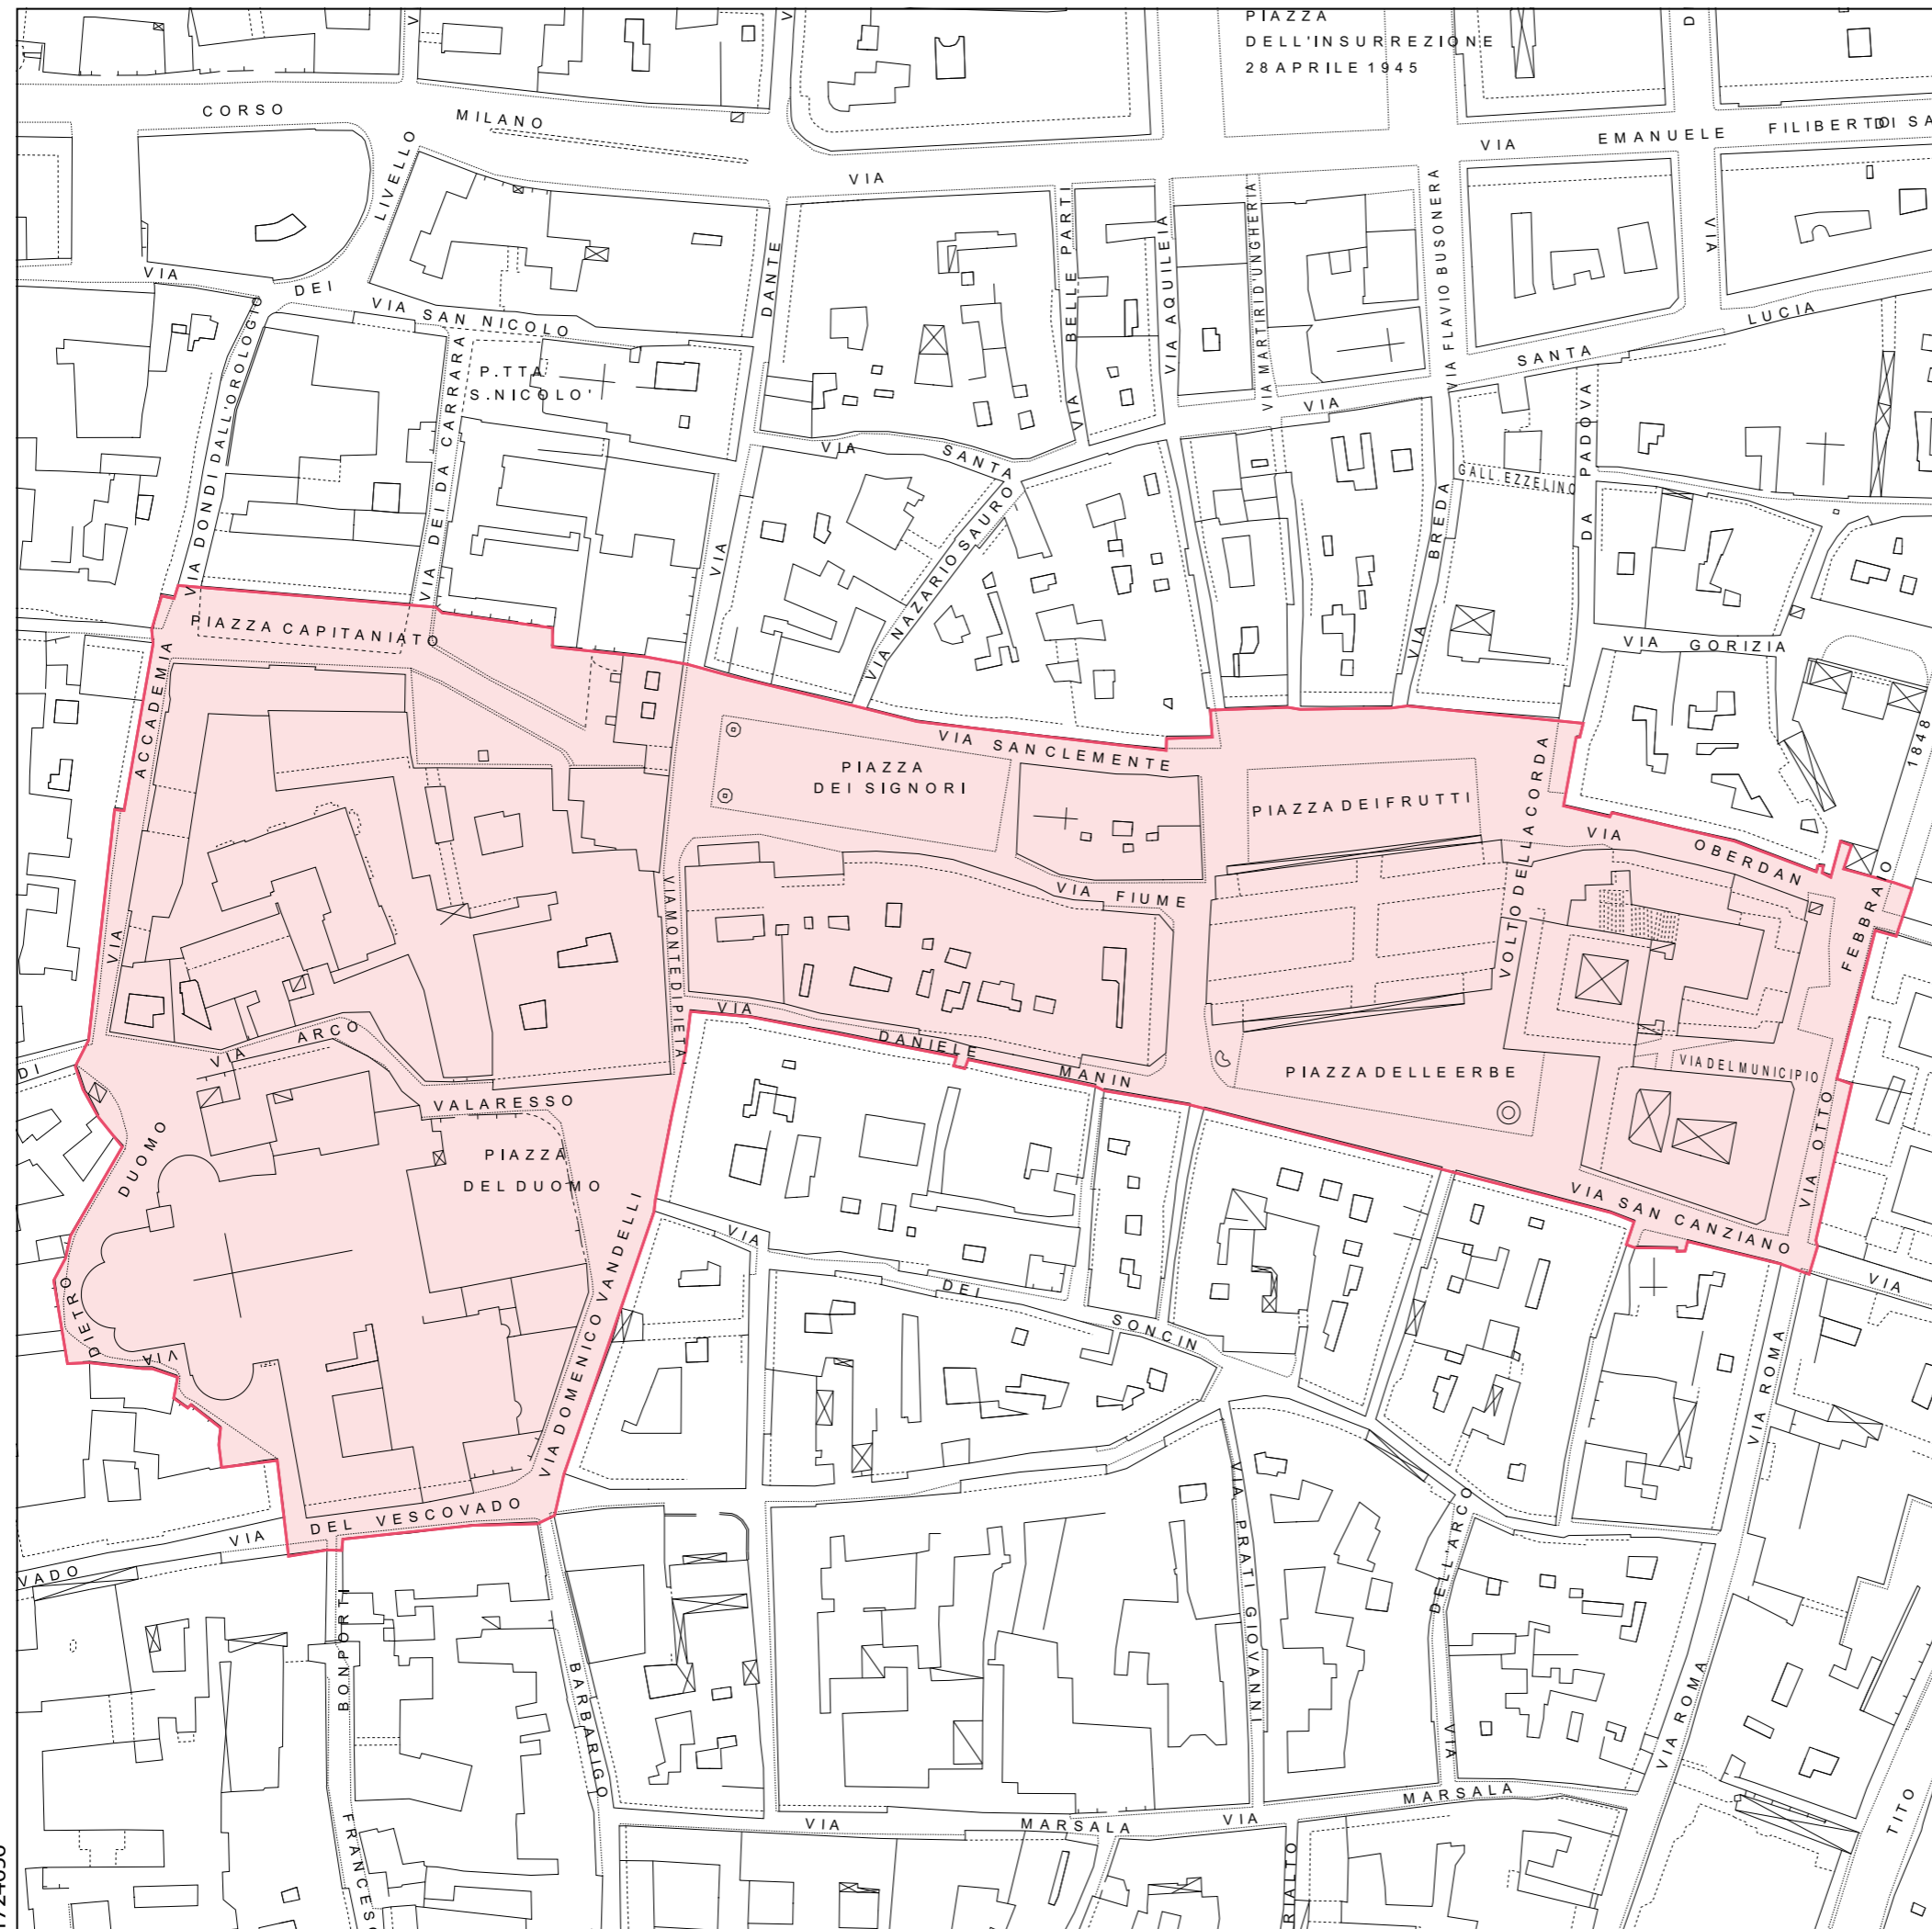 PIAZZA
DELL'INSURREZIONE
28 APRILE 1945
CORSO
MILANO
VIA
EMANUELE
FILIBERTO
DI SA
VIA
LIVELLO
DEI
VIA
VIA SAN NICOLO
DANTE
VIA
BELLE PARTI
VIA
VIA AQUILEIA
VIA MARTIRI D'UNGHERIA
VIA FLAVIO BUSONERA
VIA
SANTA
LUCIA
P.TTA
S.NICOLO'
VIA DONDI DALL'OROLOGIO
VIA DEI DA CARRARA
VIA
SANTA
VIA
VIA NAZARIO SAURO
BREDA
VIA
GALL. EZZELINO
DA PADOVA
VIA GORIZIA
1848
PIAZZA CAPITANIATO
ACCADEMIA
VIA
VIA SAN CLEMENTE
PIAZZA
DEI SIGNORI
PIAZZA DEI FRUTTI
VOLTO DELLA CORDA
VIA
OBERDAN
FEBBRAIO
VIA FIUME
VIA MONTE DI PIETA
VIA
DANIELE
MANIN
PIAZZA DELLE ERBE
VIA DEL MUNICIPIO
VIA OTTO
VIA ARCO
VALARESSO
DI
DUOMO
DIETRO
VIA
PIAZZA
DEL DUOMO
VIA DOMENICO VANDELLI
VIA SAN CANZIANO
VIA
VIA
DEI
SONCIN
VIA ROMA
VIA
DEL VESCOVADO
VADO
BONPORTI
FRANCESC
BARBARIGO
VIA PRATI GIOVANNI
DELL'ARCO
VIA
VIA ROMA
VIA
MARSALA
VIA
MARSALA
RIALTO
TITO